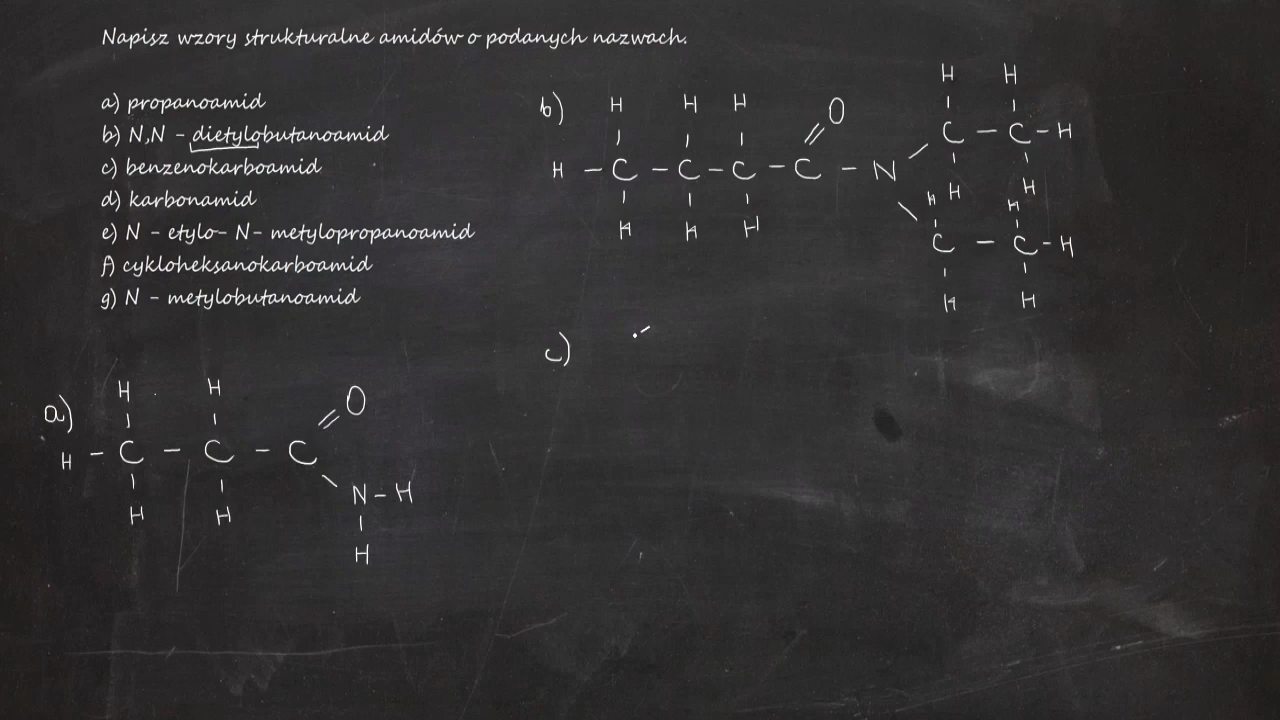 Napisz wzory strukturalne amidów o podanych nazwach.
a) propanoamid
b) N,N - dietylobutanoamid
c) benzenokarboamid
d) karbonamid
e) N - etylo- N- metylopropanoamid
f) cykloheksanokarboamid
g) N - metylobutanoamid
b)
H H H O H H
H - C - C - C - C - N C - C - H
H H H H H
H H
C - C - H
H H
c)
a)
H H O
H - C - C - C
H H N - H
H